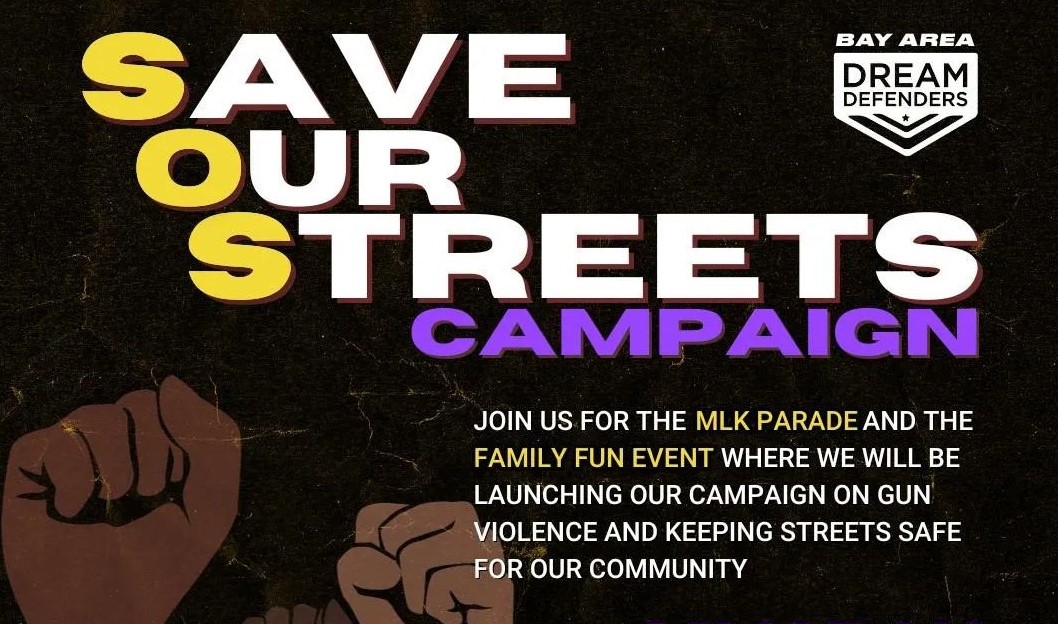 SAVE
OUR
STREETS
CAMPAIGN
BAY AREA
DREAM
DEFENDERS
JOIN US FOR THE MLK PARADE AND THE
FAMILY FUN EVENT WHERE WE WILL BE
LAUNCHING OUR CAMPAIGN ON GUN
VIOLENCE AND KEEPING STREETS SAFE
FOR OUR COMMUNITY